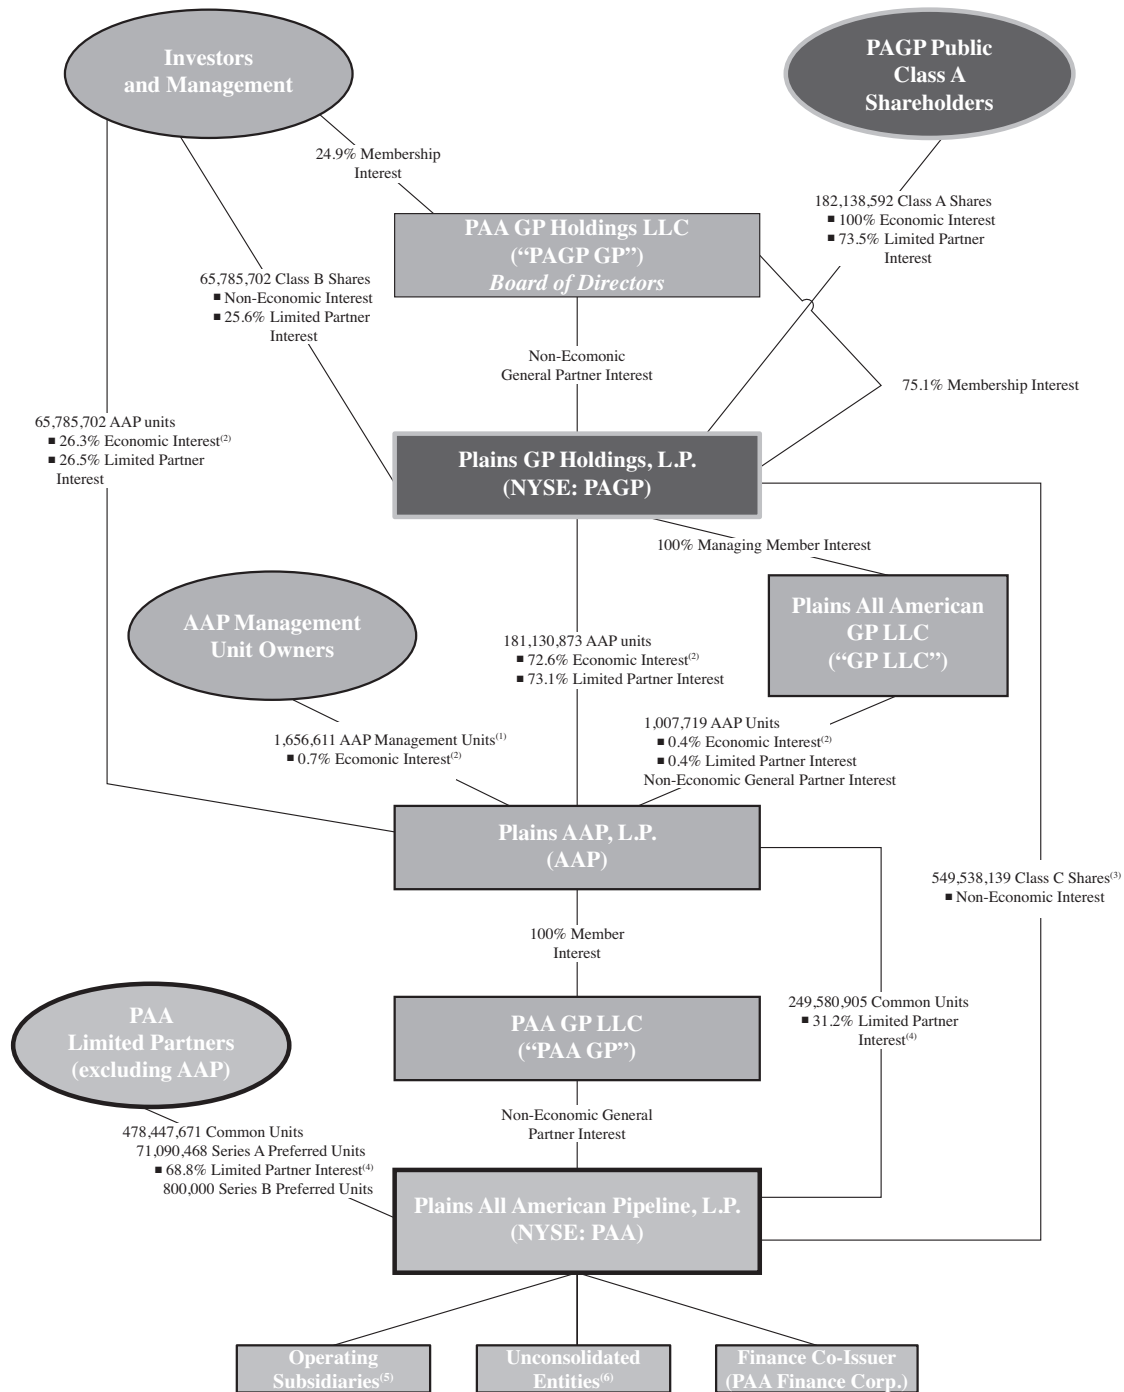 Investors
and Management
PAGP Public
Class A
Shareholders
24.9% Membership
Interest
182,138,592 Class A Shares
■ 100% Economic Interest
■ 73.5% Limited Partner
Interest
PAA GP Holdings LLC
(“PAGP GP”)
Board of Directors
65,785,702 Class B Shares
■ Non-Economic Interest
■ 25.6% Limited Partner
Interest
Non-Ecomonic
General Partner Interest
75.1% Membership Interest
65,785,702 AAP units
■ 26.3% Economic Interest(2)
■ 26.5% Limited Partner
Interest
Plains GP Holdings, L.P.
(NYSE: PAGP)
100% Managing Member Interest
AAP Management
Unit Owners
Plains All American
GP LLC
(“GP LLC”)
181,130,873 AAP units
■ 72.6% Economic Interest(2)
■ 73.1% Limited Partner Interest
1,656,611 AAP Management Units(1)
■ 0.7% Ecomonic Interest(2)
1,007,719 AAP Units
■ 0.4% Economic Interest(2)
■ 0.4% Limited Partner Interest
Non-Economic General Partner Interest
Plains AAP, L.P.
(AAP)
549,538,139 Class C Shares(3)
■ Non-Economic Interest
100% Member
Interest
249,580,905 Common Units
■ 31.2% Limited Partner
Interest(4)
PAA
Limited Partners
(excluding AAP)
PAA GP LLC
(“PAA GP”)
Non-Economic General
Partner Interest
478,447,671 Common Units
71,090,468 Series A Preferred Units
■ 68.8% Limited Partner Interest(4)
800,000 Series B Preferred Units
Plains All American Pipeline, L.P.
(NYSE: PAA)
Operating
Subsidiaries(5)
Unconsolidated
Entities(6)
Finance Co-Issuer
(PAA Finance Corp.)